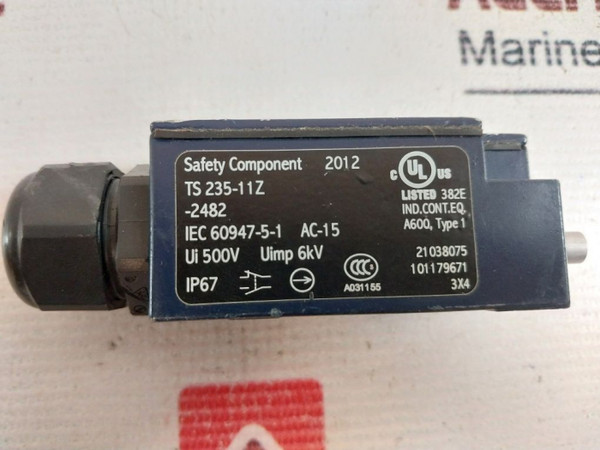 Marine
Safety Component 2012
TS 235-11Z
-2482
IEC 60947-5-1 AC-15
Ui 500V Uimp 6kV
IP67
CCC
A031155
C UL US
LISTED 382E
IND.CONT.EQ.
A600, Type 1
21038075
101179671
3X4